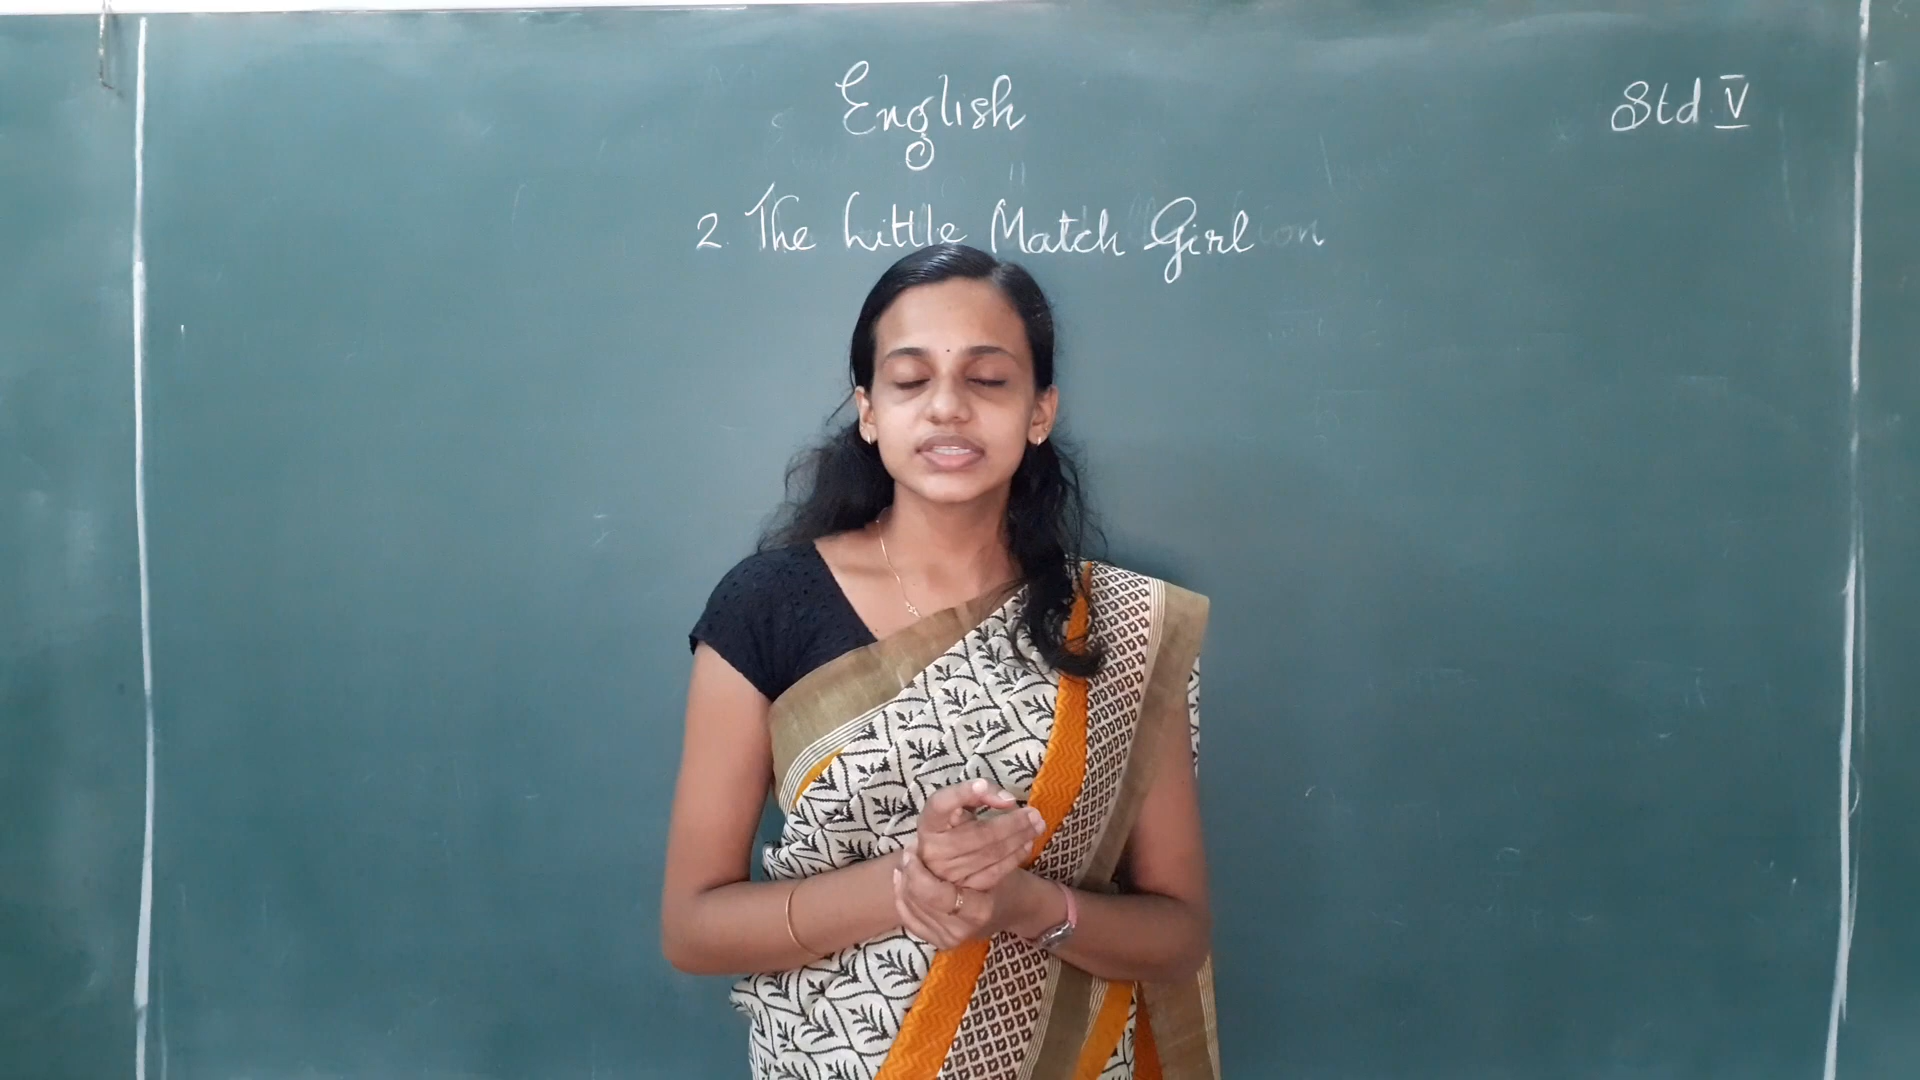 English
Std V
2. The Little Match Girl